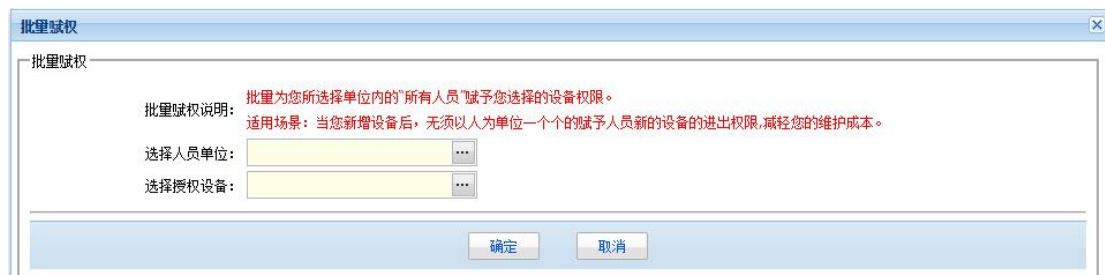 批量赋权
批量赋权
批量赋权说明：
批量为您所选择单位内的"所有人员"赋予您选择的设备权限。
适用场景：当您新增设备后，无须以人为单位一个个的赋予人员新的设备的进出权限,减轻您的维护成本。
选择人员单位： ...
选择授权设备： ...
确定 取消